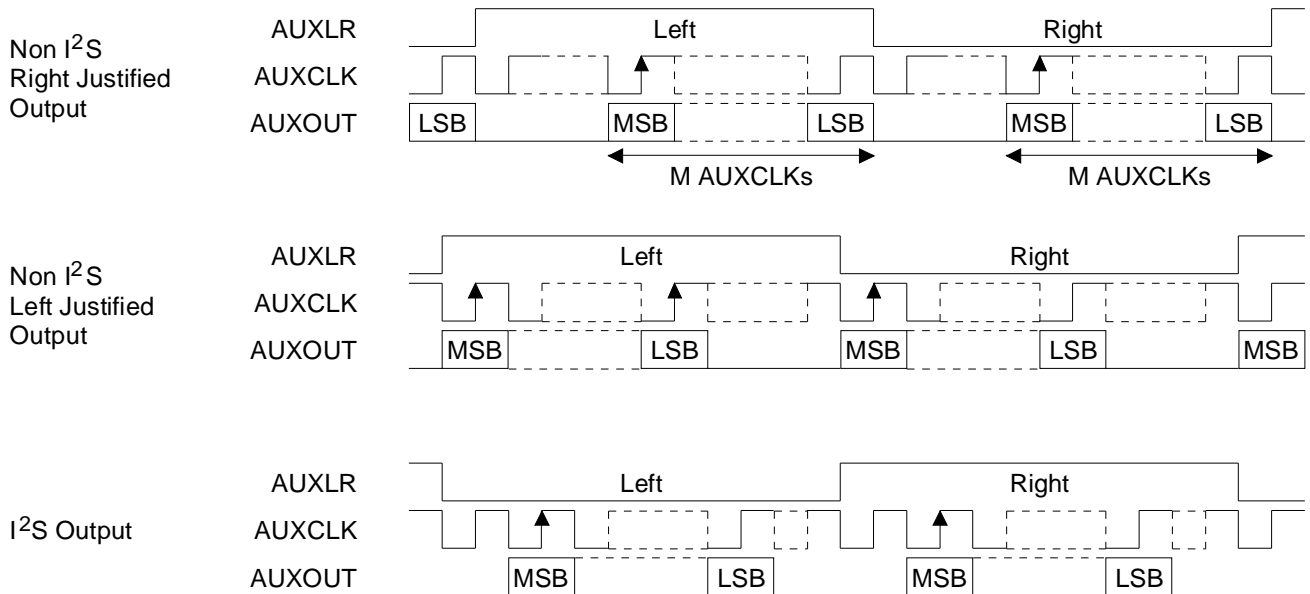 AUXLR Left Right
Non I²S
Right Justified
Output
AUXCLK
AUXOUT LSB MSB LSB MSB LSB
M AUXCLKs M AUXCLKs
AUXLR Left Right
Non I²S
Left Justified
Output
AUXCLK
AUXOUT MSB LSB MSB LSB MSB
AUXLR Left Right
I²S Output AUXCLK
AUXOUT MSB LSB MSB LSB